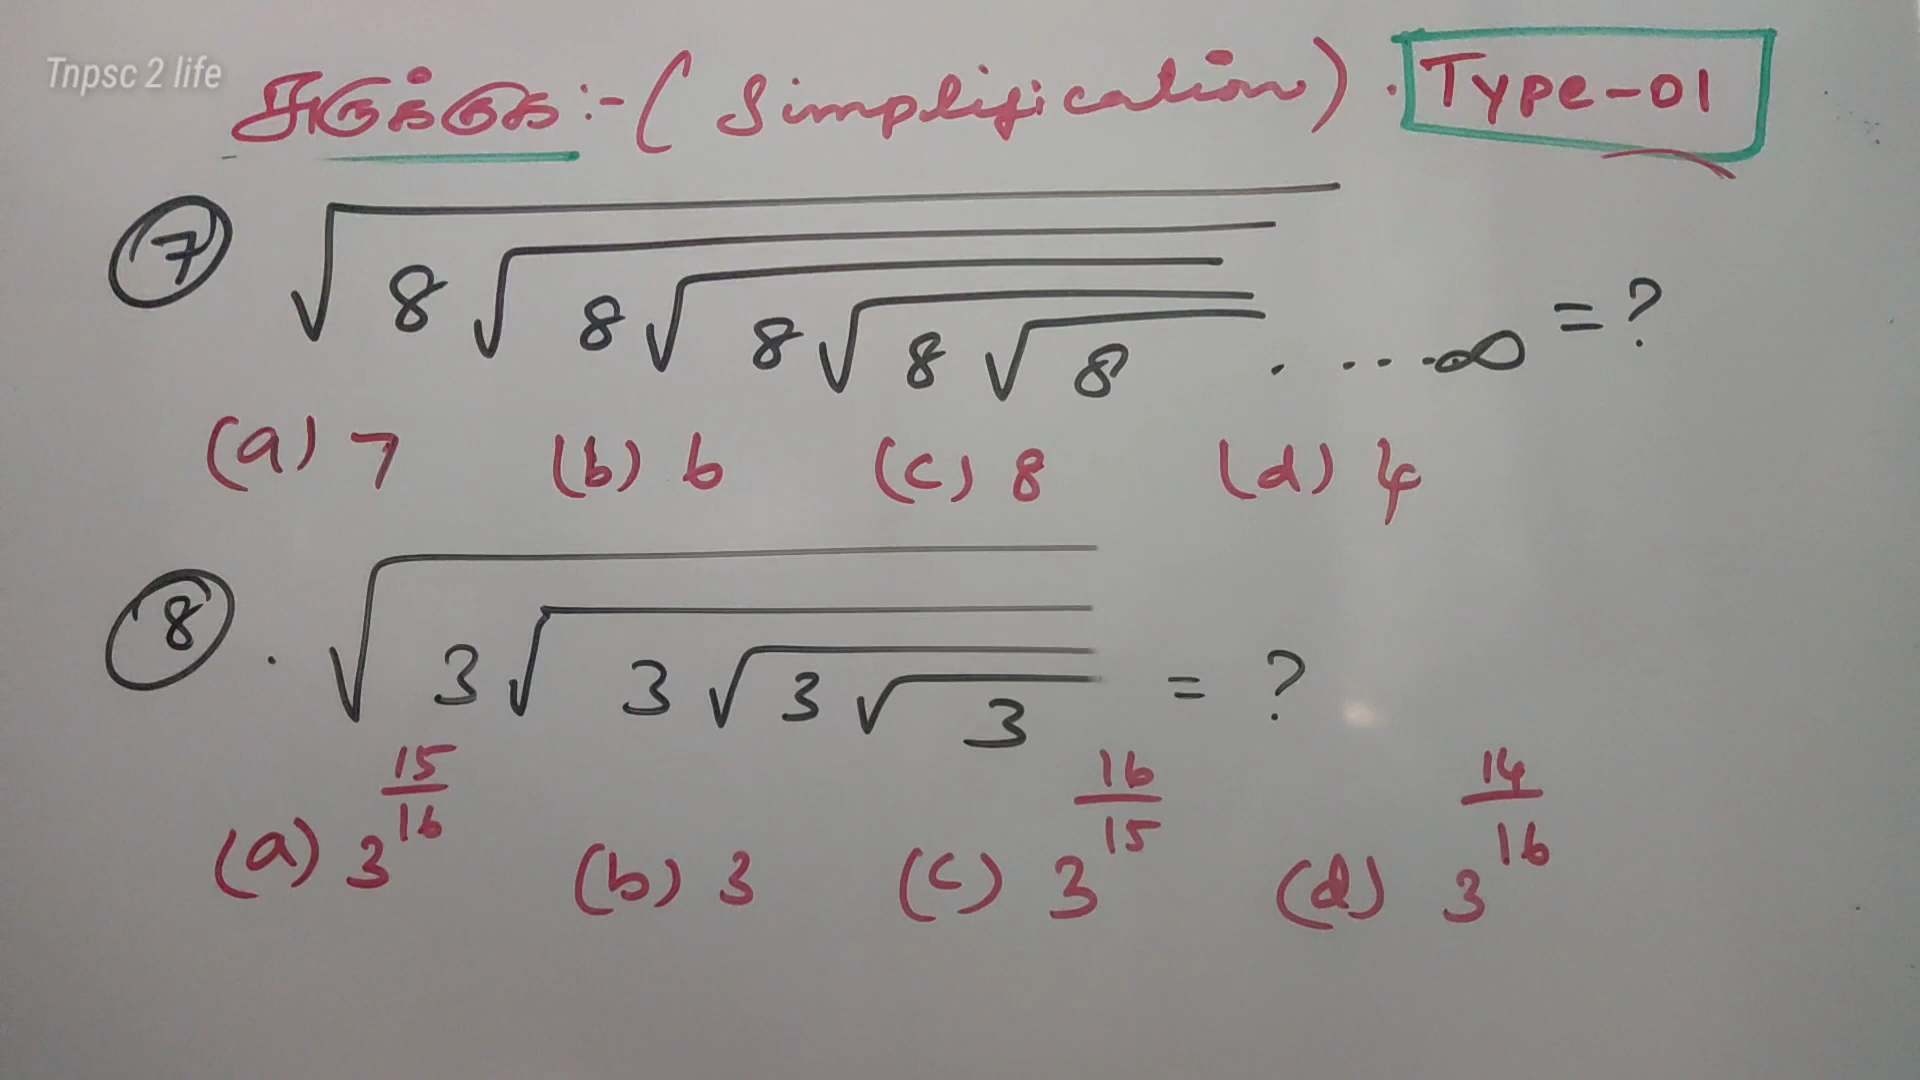 Tnpsc 2 life
சுருக்குக :- (Simplification). Type-01
7 √8√8√8√8√8 . ....∞ = ?
(a) 7 (b) 6 (c) 8 (d) 4
8. √3√3√3√3 = ?
(a) 3^15/16 (b) 3 (c) 3^16/15 (d) 3^14/16